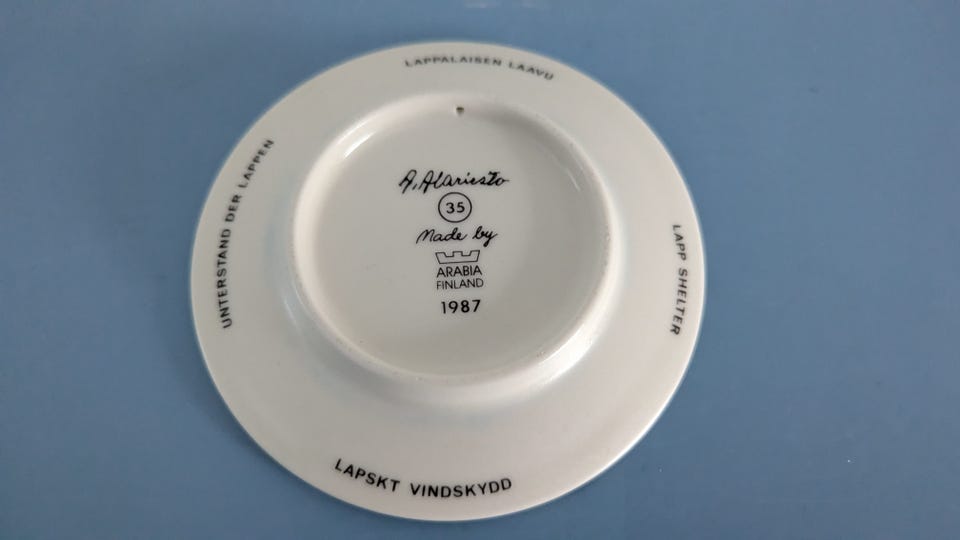 LAPPALAISEN LAAVU
UNTERSTAND DER LAPPEN
A. Alariesto
35
Made by
ARABIA
FINLAND
1987
LAPP SHELTER
LAPSKT VINDSKYDD